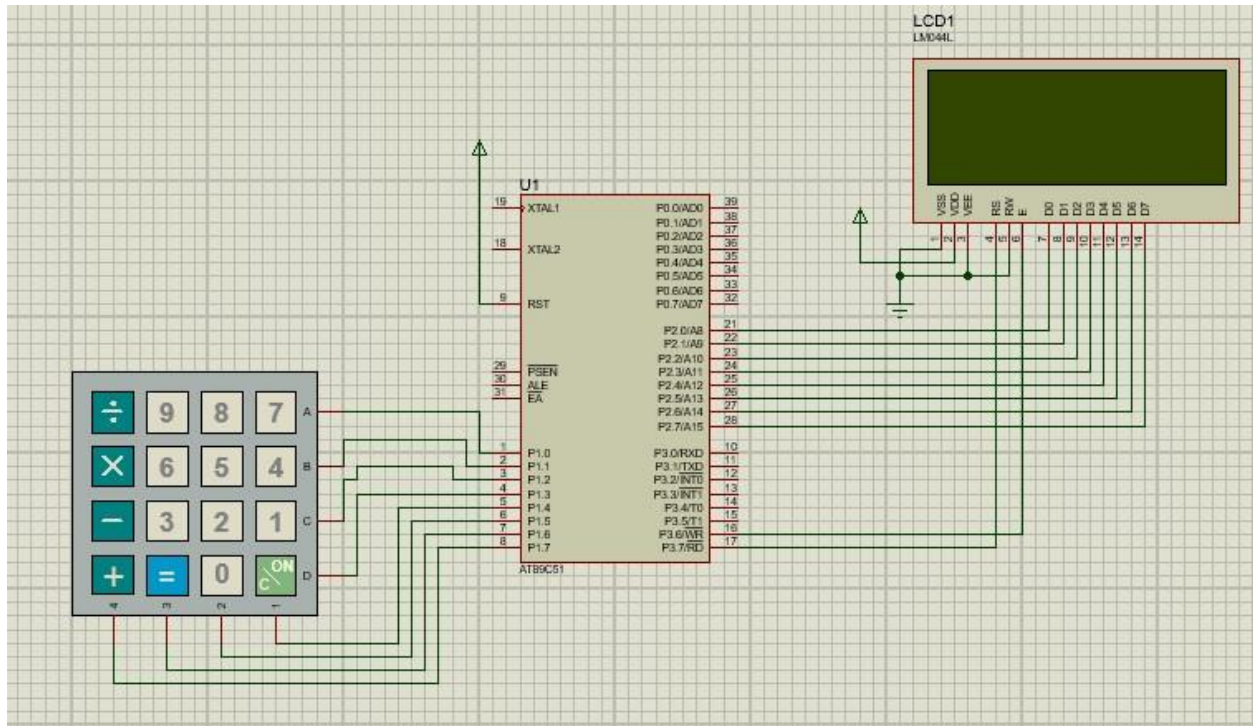 LCD1
LM044L
VSS
VDD
VEE
RS
RW
E
D0
D1
D2
D3
D4
D5
D6
D7
1
2
3
4
5
6
7
8
9
10
11
12
13
14
U1
19 XTAL1
18 XTAL2
9 RST
29 PSEN
30 ALE
31 EA
1 P1.0
2 P1.1
3 P1.2
4 P1.3
5 P1.4
6 P1.5
7 P1.6
8 P1.7
P0.0/AD0 39
P0.1/AD1 38
P0.2/AD2 37
P0.3/AD3 36
P0.4/AD4 35
P0.5/AD5 34
P0.6/AD6 33
P0.7/AD7 32
P2.0/A8 21
P2.1/A9 22
P2.2/A10 23
P2.3/A11 24
P2.4/A12 25
P2.5/A13 26
P2.6/A14 27
P2.7/A15 28
P3.0/RXD 10
P3.1/TXD 11
P3.2/INT0 12
P3.3/INT1 13
P3.4/T0 14
P3.5/T1 15
P3.6/WR 16
P3.7/RD 17
AT89C51
÷ 9 8 7 A
× 6 5 4 B
− 3 2 1 C
+ = 0 ON/C D
4 3 2 1